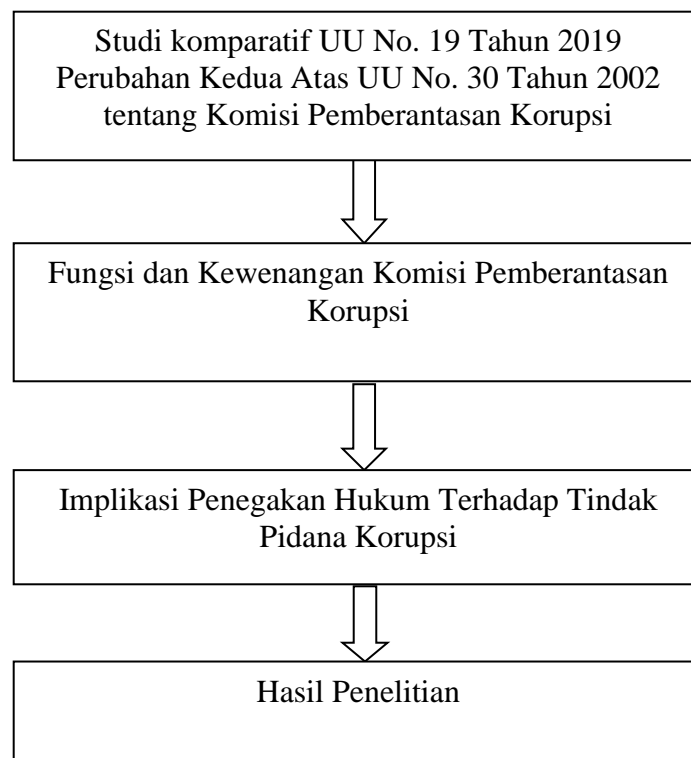 Studi komparatif UU No. 19 Tahun 2019
Perubahan Kedua Atas UU No. 30 Tahun 2002
tentang Komisi Pemberantasan Korupsi
Fungsi dan Kewenangan Komisi Pemberantasan
Korupsi
Implikasi Penegakan Hukum Terhadap Tindak
Pidana Korupsi
Hasil Penelitian